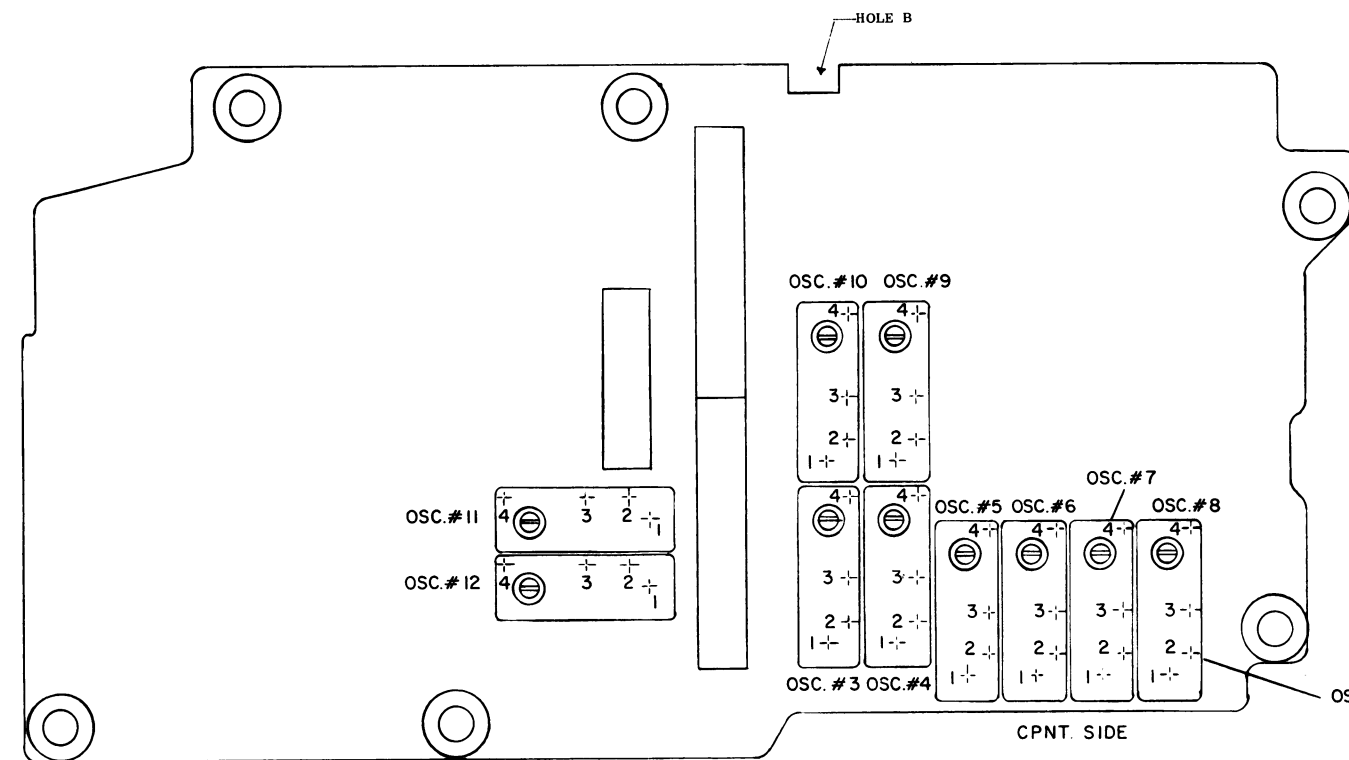 HOLE B
OSC.#10 OSC.#9
4 4
3 3
2 2
1 1
OSC.#7
OSC.#11
4 3 2 1
OSC.#12
4 3 2 1
4 4
3 3
2 2
1 1
OSC.#3 OSC.#4
OSC.#5 OSC.#6 OSC.#8
4 4 4 4
3 3 3 3
2 2 2 2
1 1 1 1
OS
CPNT. SIDE